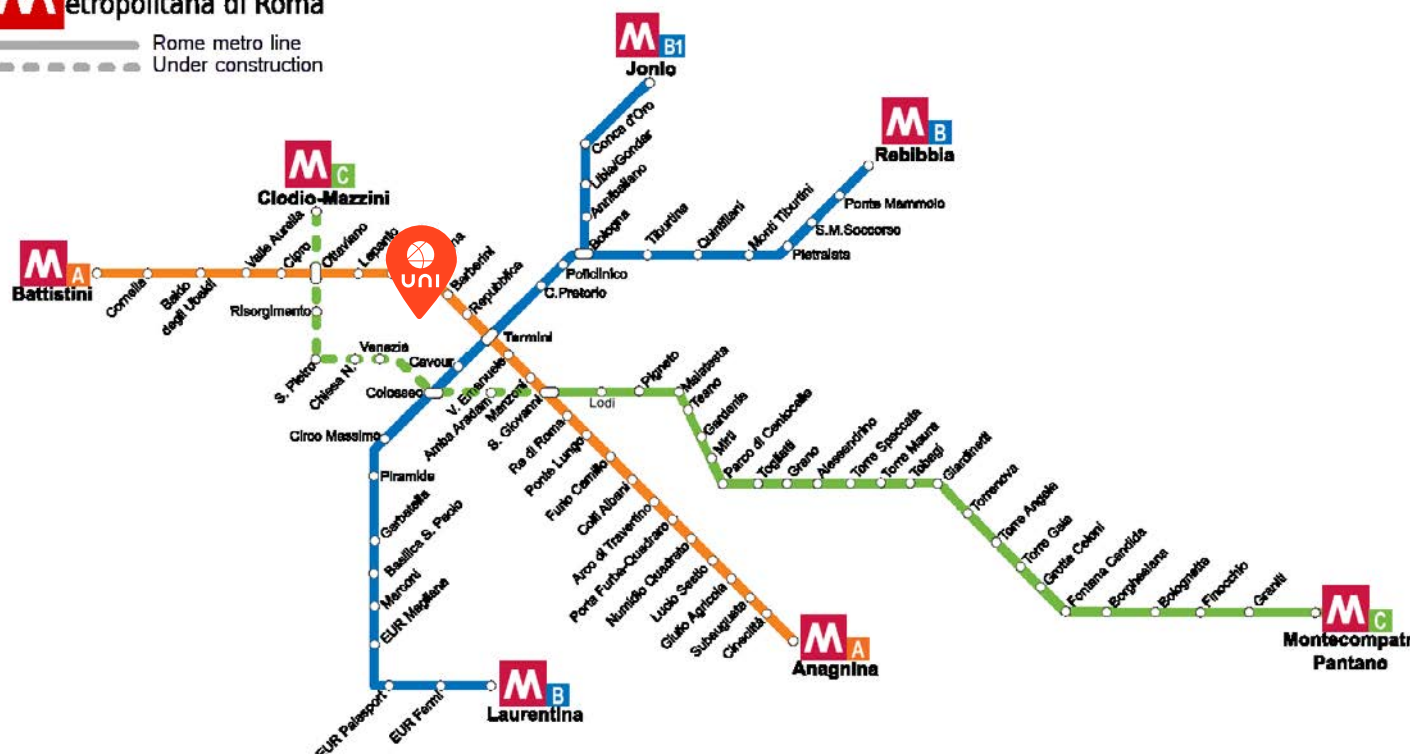 M etropolitana di Roma
Rome metro line
Under construction
M B1
Jonio
Conca d'Oro
Libia/Gondar
Annibaliano
Bologna
M B
Rebibbia
Ponte Mammolo
S.M.Soccorso
Pietralata
Monti Tiburtini
Quintiliani
Tiburtina
Policlinico
C.Pretorio
Termini
Cavour
Colosseo
Circo Massimo
Piramide
Garbatella
Basilica S. Paolo
Marconi
EUR Magliana
EUR Palasport
EUR Fermi
M B
Laurentina
M C
Clodio-Mazzini
Ottaviano
Risorgimento
S. Pietro
Chiesa N.
Venezia
Amba Aradam
S. Giovanni
Lodi
Pigneto
Malatesta
Teano
Gardenia
Mirti
Parco di Centocelle
Togliatti
Grano
Alessandrino
Torre Spaccata
Torre Maura
Tobagi
Giardinetti
Torrenova
Torre Angela
Torre Gaia
Grotte Celoni
Fontana Candida
Borghesiana
Bolognetta
Finocchio
Graniti
M C
Montecompatr
Pantano
M A
Battistini
Cornelia
Baldo
degli Ubaldi
Valle Aurelia
Cipro
Lepanto
UNI
na
Barberini
Repubblica
V. Emanuele
Manzoni
Re di Roma
Ponte Lungo
Furio Camillo
Colli Albani
Arco di Travertino
Porta Furba-Quadraro
Numidio Quadrato
Lucio Sestio
Giulio Agricola
Subaugusta
Cinecittà
M A
Anagnina